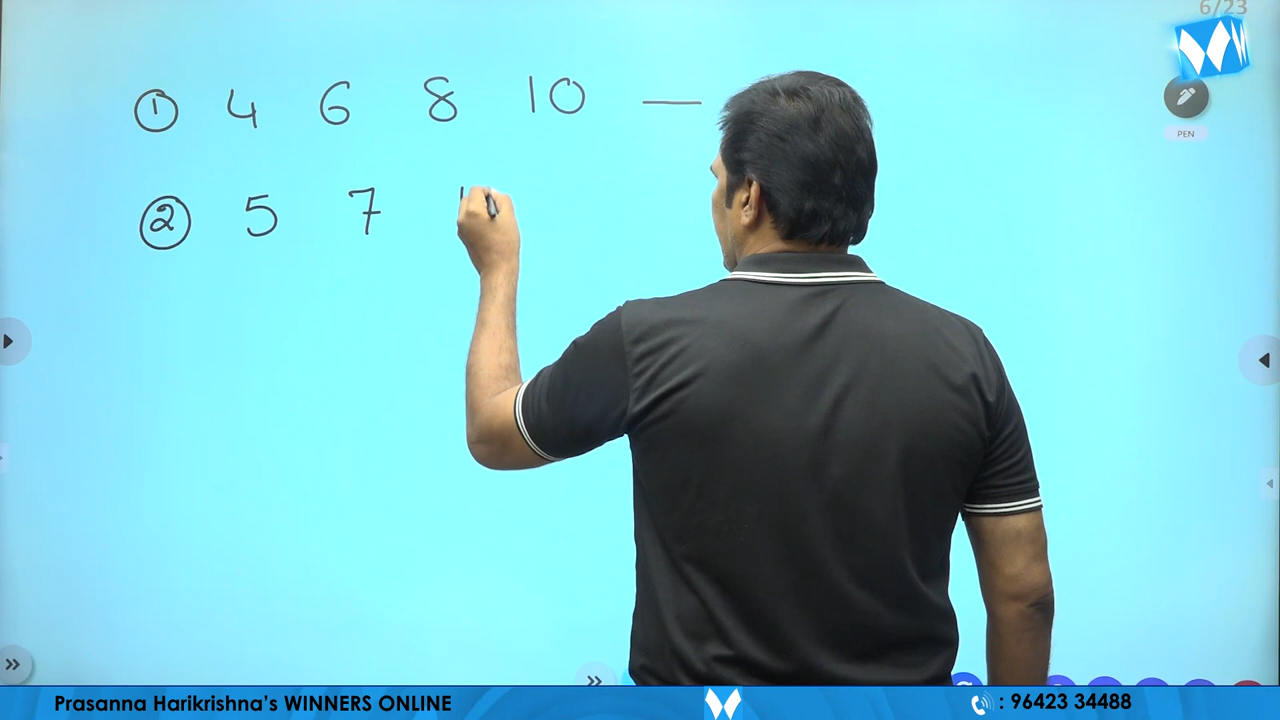 6/23
PEN
① 4 6 8 10 —
② 5 7
Prasanna Harikrishna's WINNERS ONLINE
: 96423 34488